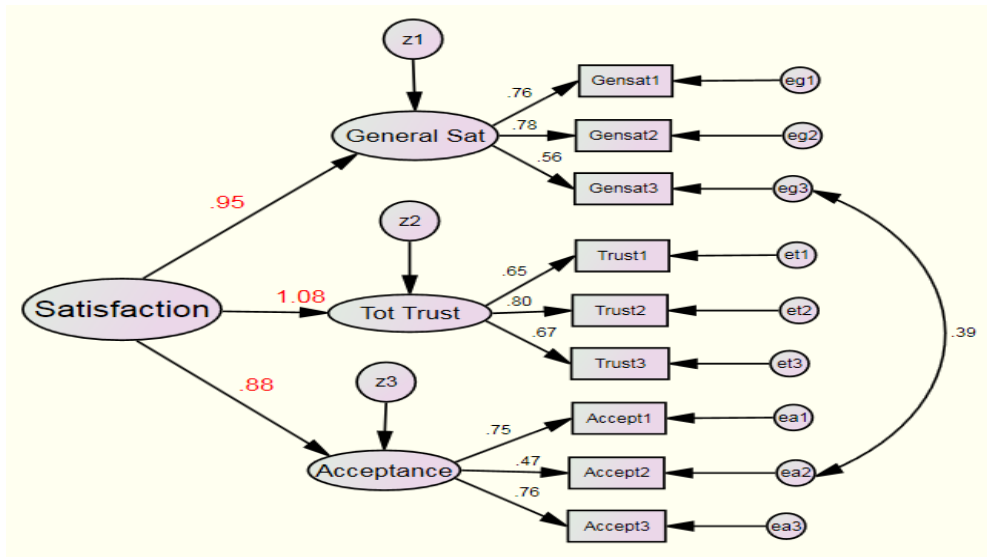 z1
Gensat1
eg1
.76
General Sat
.78
Gensat2
eg2
.56
Gensat3
eg3
.95
z2
Trust1
et1
.65
Satisfaction
1.08
Tot Trust
.80
Trust2
et2
.67
Trust3
et3
.39
.88
z3
Accept1
ea1
.75
Acceptance
.47
Accept2
ea2
.76
Accept3
ea3